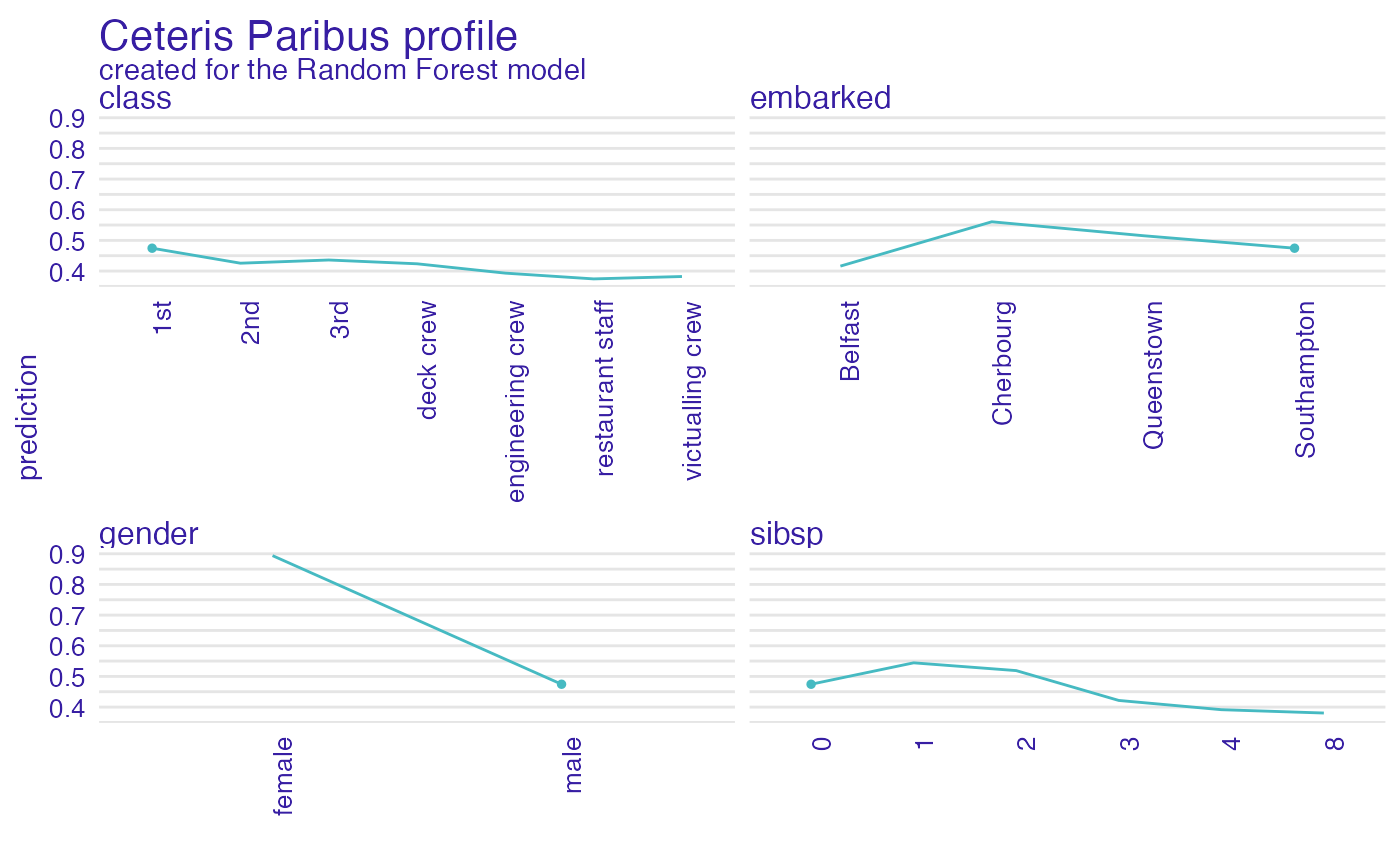 Ceteris Paribus profile
created for the Random Forest model
class
embarked
0.9
0.8
0.7
0.6
0.5
0.4
1st
2nd
3rd
deck crew
engineering crew
restaurant staff
victualling crew
Belfast
Cherbourg
Queenstown
Southampton
prediction
gender
sibsp
0.9
0.8
0.7
0.6
0.5
0.4
female
male
0
1
2
3
4
8